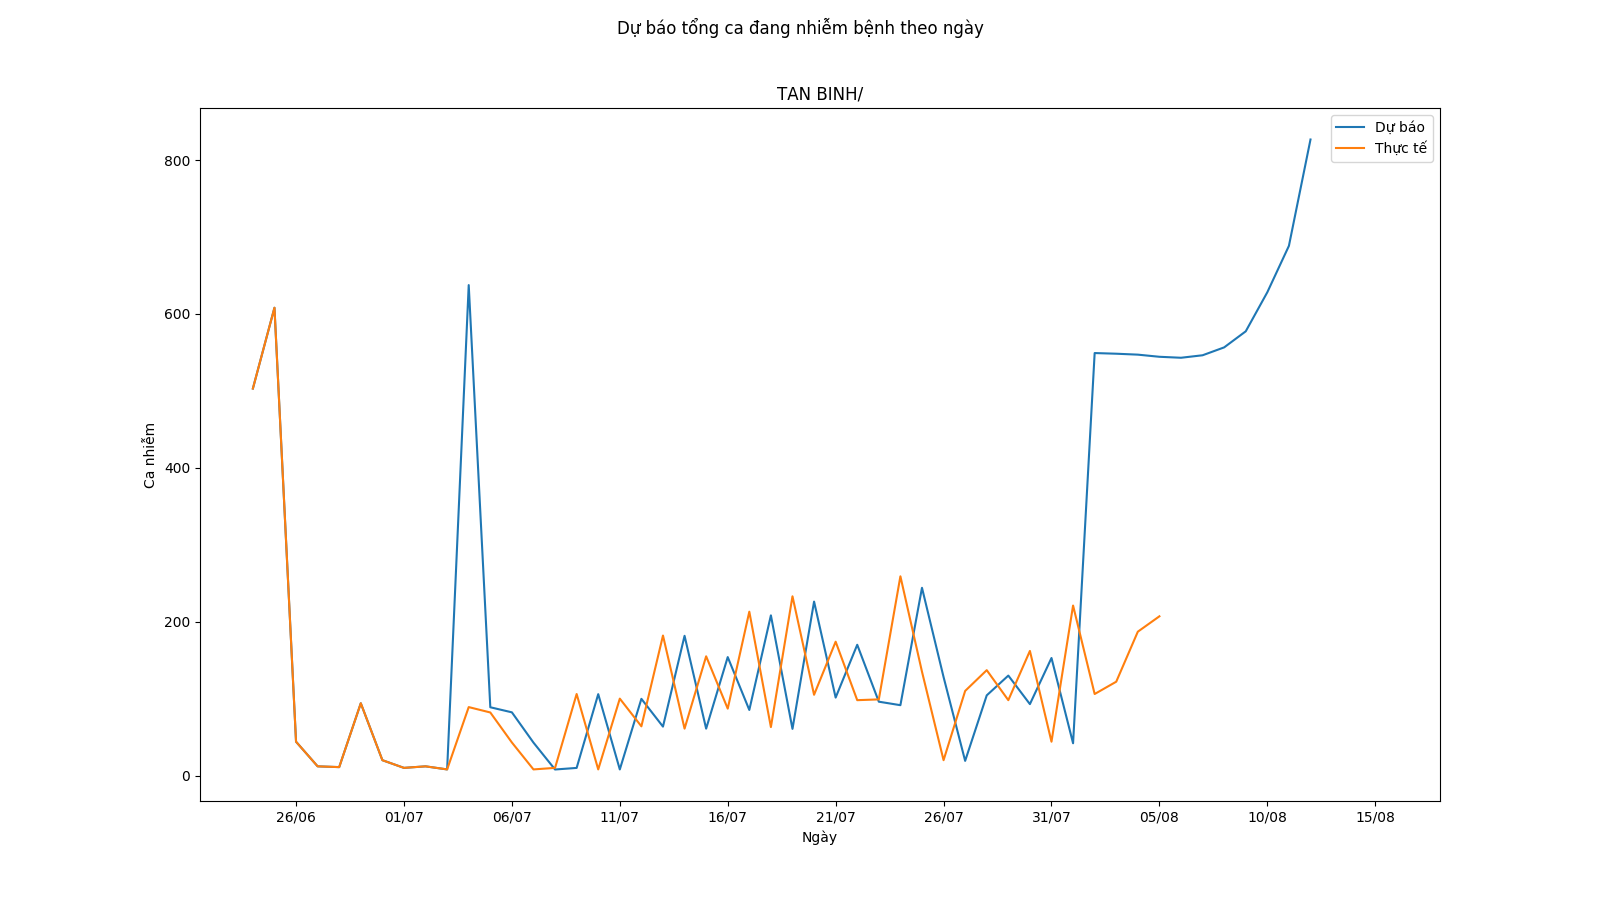 Dự báo tổng ca đang nhiễm bệnh theo ngày
TAN BINH/
Dự báo
Thực tế
800
600
400
200
0
Ca nhiễm
26/06 01/07 06/07 11/07 16/07 21/07 26/07 31/07 05/08 10/08 15/08
Ngày